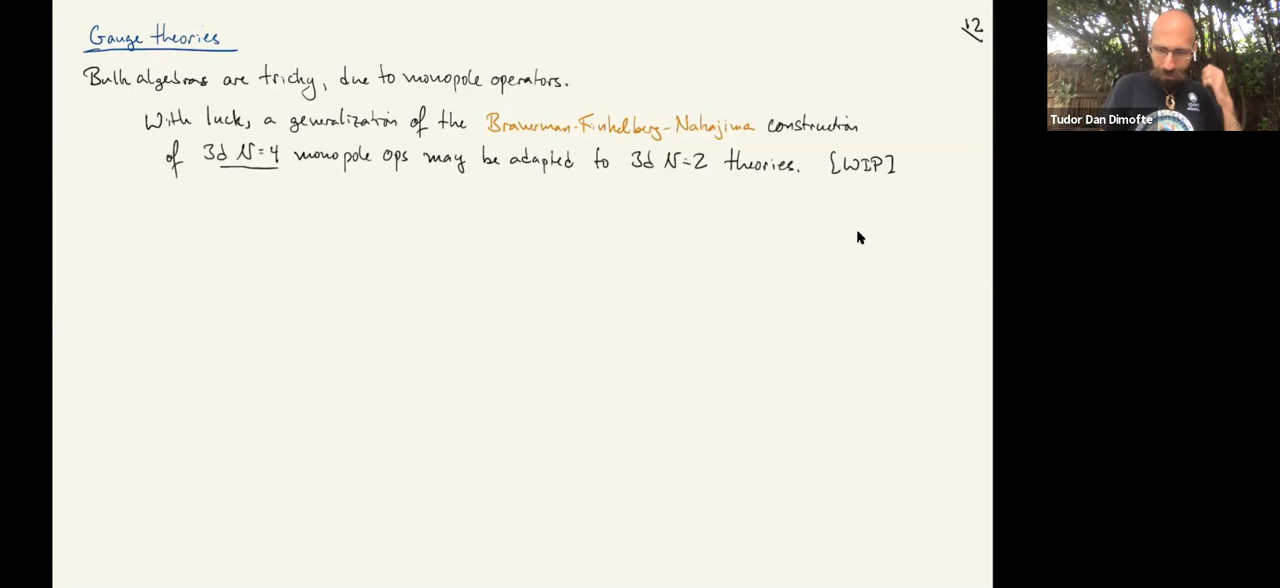 Gauge theories
12
Bulk algebras are tricky, due to monopole operators.
With luck, a generalization of the Braverman-Finkelberg-Nakajima construction
of 3d N=4 monopole ops may be adapted to 3d N=2 theories. [WIP]
Tudor Dan Dimofte